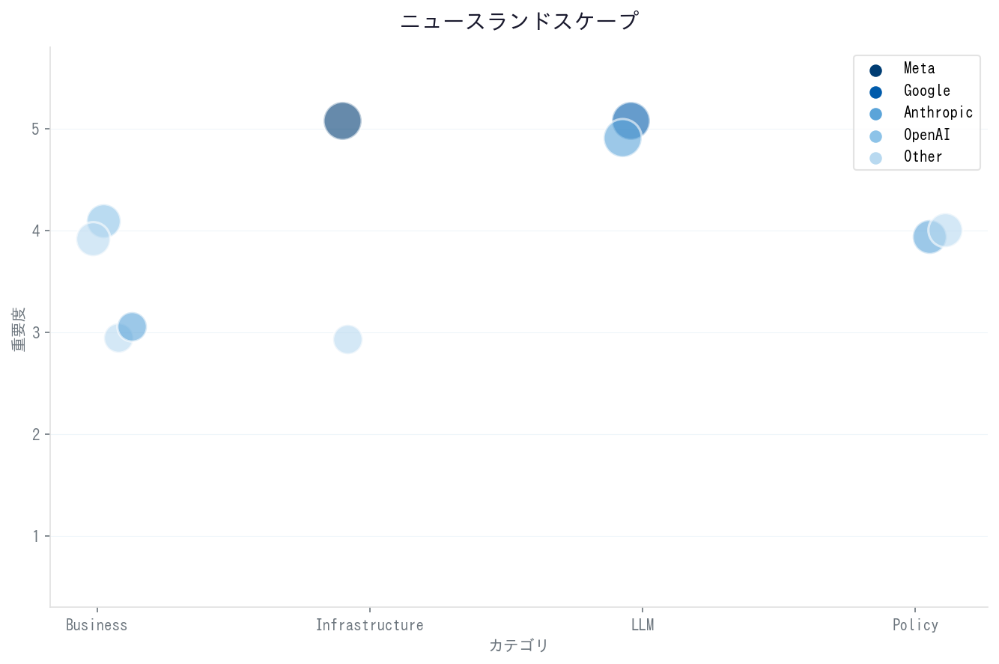 ニュースランドスケープ
Meta
Google
Anthropic
OpenAI
Other
重要度
5
4
3
2
1
Business
Infrastructure
LLM
Policy
カテゴリ